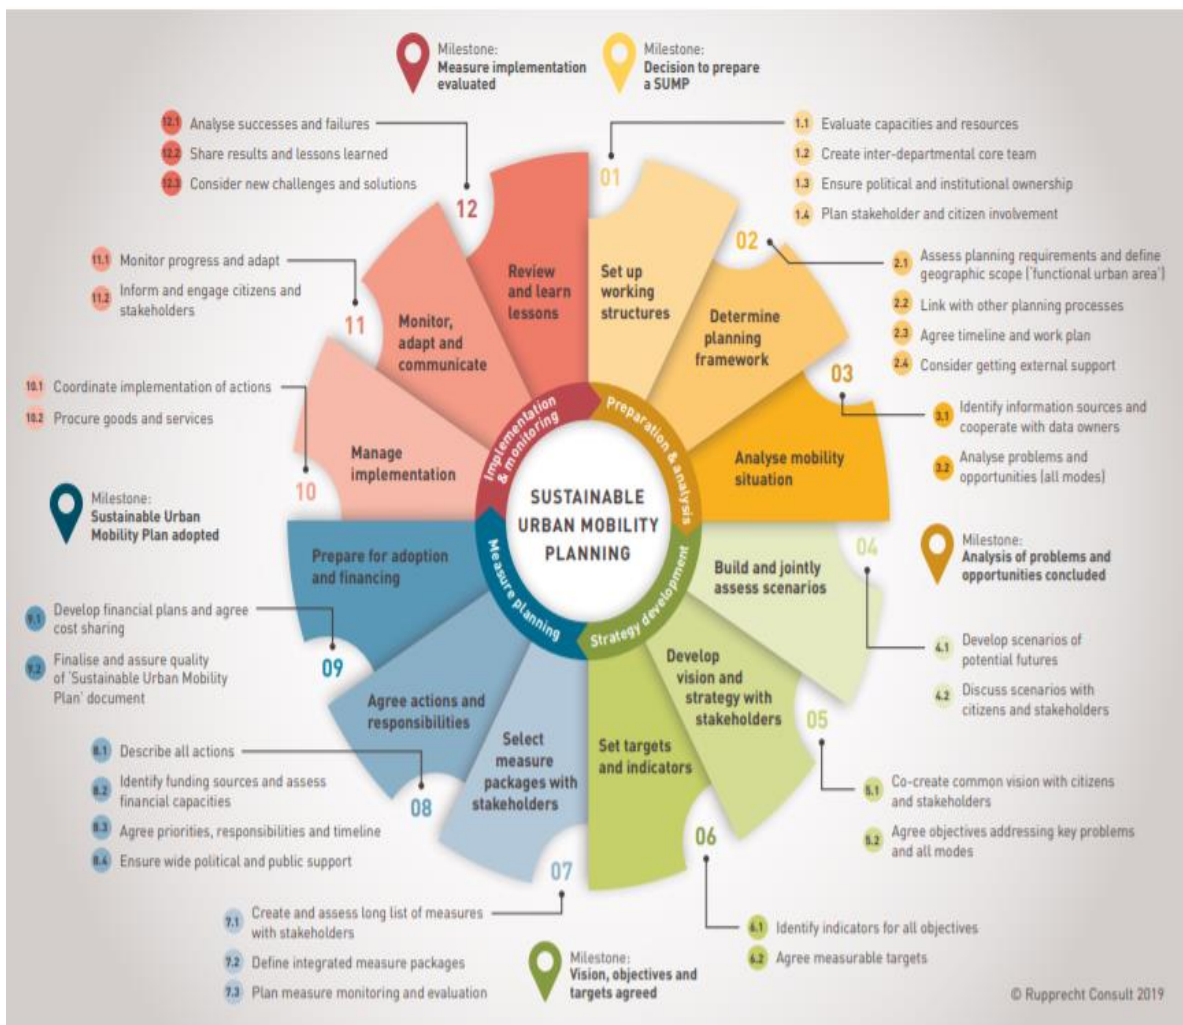 Milestone:
Measure implementation
evaluated
Milestone:
Decision to prepare
a SUMP
12.1 Analyse successes and failures
12.2 Share results and lessons learned
12.3 Consider new challenges and solutions
1.1 Evaluate capacities and resources
1.2 Create inter-departmental core team
1.3 Ensure political and institutional ownership
1.4 Plan stakeholder and citizen involvement
01
Set up
working
structures
02
Determine
planning
framework
2.1 Assess planning requirements and define
geographic scope ('functional urban area')
2.2 Link with other planning processes
2.3 Agree timeline and work plan
2.4 Consider getting external support
03
Analyse mobility
situation
3.1 Identify information sources and
cooperate with data owners
3.2 Analyse problems and
opportunities (all modes)
Milestone:
Analysis of problems and
opportunities concluded
04
Build and jointly
assess scenarios
4.1 Develop scenarios of
potential futures
4.2 Discuss scenarios with
citizens and stakeholders
05
Develop
vision and
strategy with
stakeholders
5.1 Co-create common vision with citizens
and stakeholders
5.2 Agree objectives addressing key problems
and all modes
06
Set targets
and indicators
6.1 Identify indicators for all objectives
6.2 Agree measurable targets
Milestone:
Vision, objectives and
targets agreed
07
Select
measure
packages with
stakeholders
7.1 Create and assess long list of measures
with stakeholders
7.2 Define integrated measure packages
7.3 Plan measure monitoring and evaluation
08
Agree actions and
responsibilities
8.1 Describe all actions
8.2 Identify funding sources and assess
financial capacities
8.3 Agree priorities, responsibilities and timeline
8.4 Ensure wide political and public support
09
Prepare for adoption
and financing
9.1 Develop financial plans and agree
cost sharing
9.2 Finalise and assure quality
of 'Sustainable Urban Mobility
Plan' document
Milestone:
Sustainable Urban
Mobility Plan adopted
10
Manage
implementation
10.1 Coordinate implementation of actions
10.2 Procure goods and services
11
Monitor,
adapt and
communicate
11.1 Monitor progress and adapt
11.2 Inform and engage citizens and
stakeholders
12
Review
and learn
lessons
Preparation & analysis
Strategy development
Measure planning
Implementation
& monitoring
SUSTAINABLE
URBAN MOBILITY
PLANNING
© Rupprecht Consult 2019